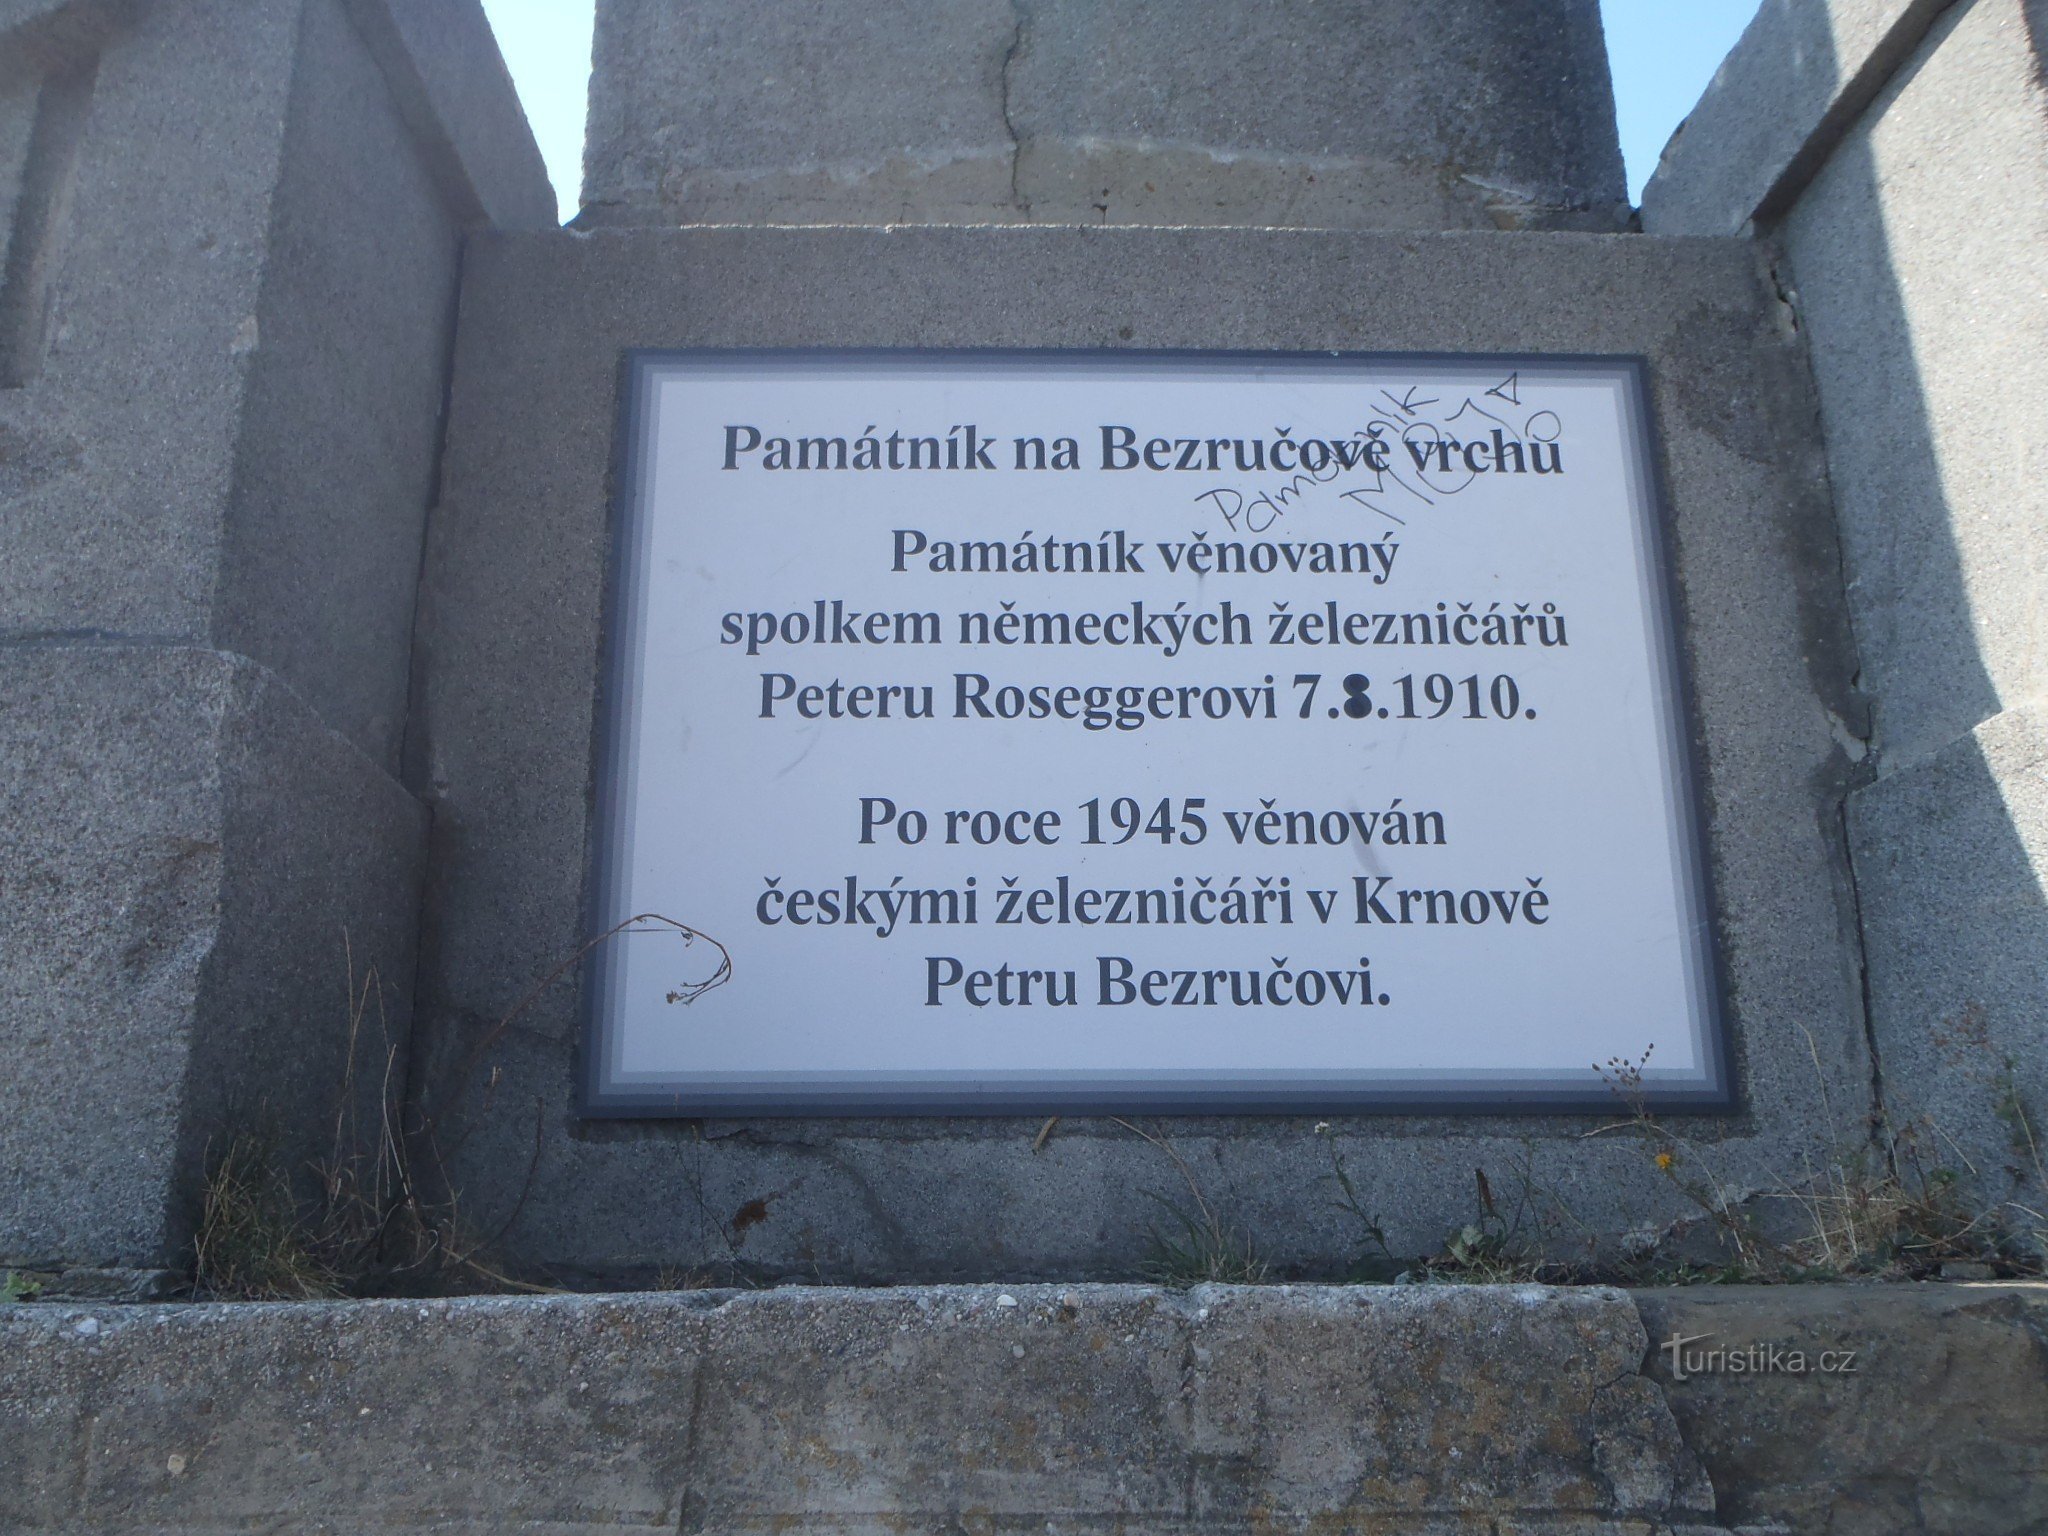 Památník na Bezručově vrchu
Památník věnovaný
spolkem německých železničářů
Peteru Roseggerovi 7.8.1910.
Po roce 1945 věnován
českými železničáři v Krnově
Petru Bezručovi.
Turistika.cz